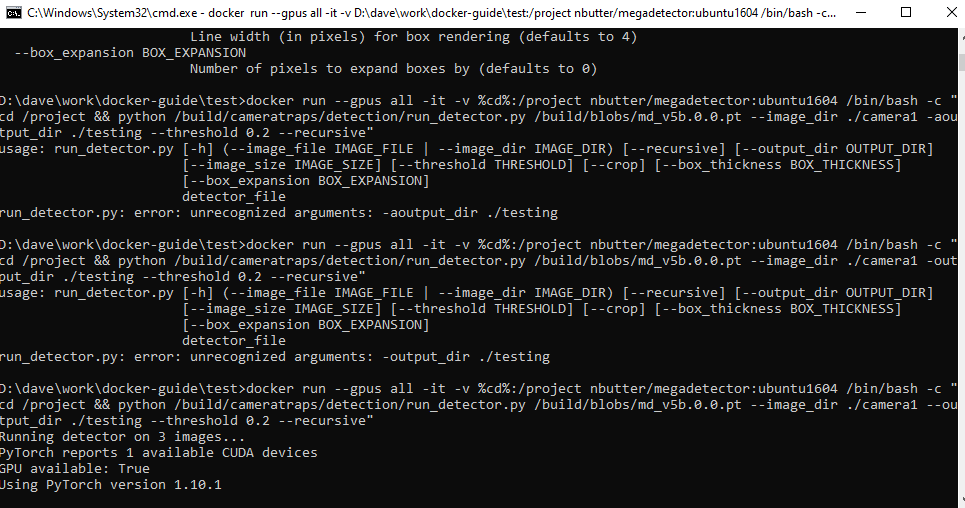 C:\Windows\System32\cmd.exe - docker run --gpus all -it -v D:\dave\work\docker-guide\test:/project nbutter/megadetector:ubuntu1604 /bin/bash -c...
Line width (in pixels) for box rendering (defaults to 4)
--box_expansion BOX_EXPANSION
Number of pixels to expand boxes by (defaults to 0)
D:\dave\work\docker-guide\test>docker run --gpus all -it -v %cd%:/project nbutter/megadetector:ubuntu1604 /bin/bash -c "
cd /project && python /build/cameratraps/detection/run_detector.py /build/blobs/md_v5b.0.0.pt --image_dir ./camera1 -aou
tput_dir ./testing --threshold 0.2 --recursive"
usage: run_detector.py [-h] (--image_file IMAGE_FILE | --image_dir IMAGE_DIR) [--recursive] [--output_dir OUTPUT_DIR]
[--image_size IMAGE_SIZE] [--threshold THRESHOLD] [--crop] [--box_thickness BOX_THICKNESS]
[--box_expansion BOX_EXPANSION]
detector_file
run_detector.py: error: unrecognized arguments: -aoutput_dir ./testing
D:\dave\work\docker-guide\test>docker run --gpus all -it -v %cd%:/project nbutter/megadetector:ubuntu1604 /bin/bash -c "
cd /project && python /build/cameratraps/detection/run_detector.py /build/blobs/md_v5b.0.0.pt --image_dir ./camera1 -out
put_dir ./testing --threshold 0.2 --recursive"
usage: run_detector.py [-h] (--image_file IMAGE_FILE | --image_dir IMAGE_DIR) [--recursive] [--output_dir OUTPUT_DIR]
[--image_size IMAGE_SIZE] [--threshold THRESHOLD] [--crop] [--box_thickness BOX_THICKNESS]
[--box_expansion BOX_EXPANSION]
detector_file
run_detector.py: error: unrecognized arguments: -output_dir ./testing
D:\dave\work\docker-guide\test>docker run --gpus all -it -v %cd%:/project nbutter/megadetector:ubuntu1604 /bin/bash -c "
cd /project && python /build/cameratraps/detection/run_detector.py /build/blobs/md_v5b.0.0.pt --image_dir ./camera1 --ou
tput_dir ./testing --threshold 0.2 --recursive"
Running detector on 3 images...
PyTorch reports 1 available CUDA devices
GPU available: True
Using PyTorch version 1.10.1